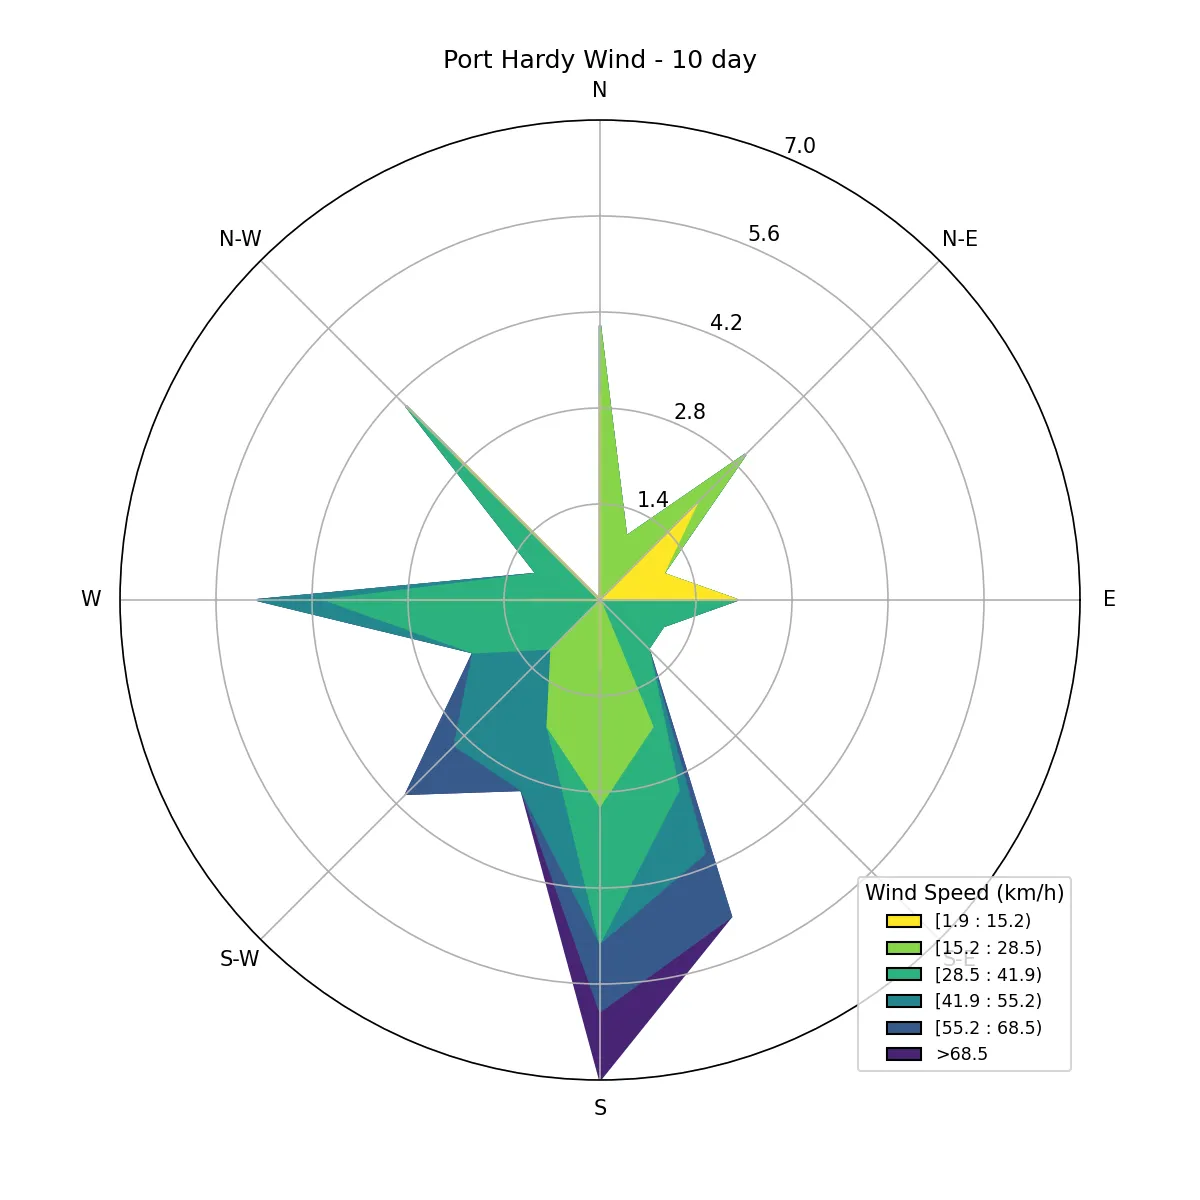 Port Hardy Wind - 10 day
N
7.0
N-W
5.6
N-E
4.2
2.8
1.4
W
E
S-W
S-E
S
Wind Speed (km/h)
[1.9 : 15.2)
[15.2 : 28.5)
[28.5 : 41.9)
[41.9 : 55.2)
[55.2 : 68.5)
>68.5